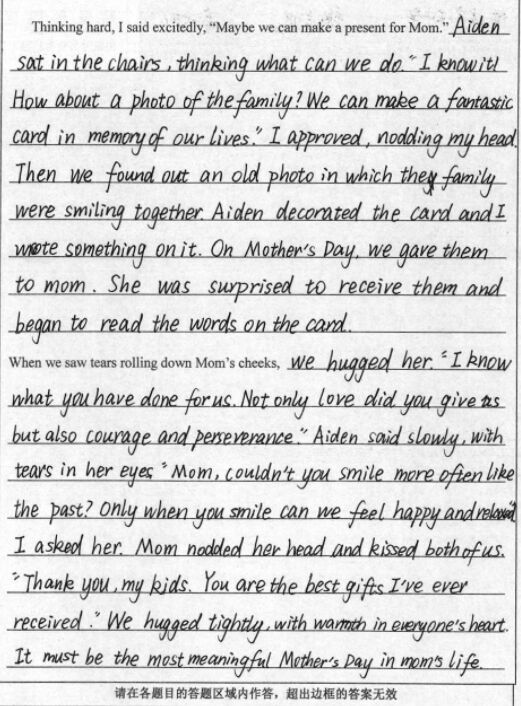 Thinking hard, I said excitedly, "Maybe we can make a present for Mom." Aiden
sat in the chairs, thinking what can we do. "I know it!
How about a photo of the family? We can make a fantastic
card in memory of our lives." I approved, nodding my head.
Then we found out an old photo in which the family
were smiling together. Aiden decorated the card and I
wrote something on it. On Mother's Day, we gave them
to mom. She was surprised to receive them and
began to read the words on the card.
When we saw tears rolling down Mom's cheeks, we hugged her. "I know
what you have done for us. Not only love did you give us
but also courage and perseverance." Aiden said slowly, with
tears in her eyes. "Mom, couldn't you smile more often like
the past? Only when you smile can we feel happy and relaxed"
I asked her. Mom nodded her head and kissed both of us.
"Thank you, my kids. You are the best gifts I've ever
received." We hugged tightly, with warmth in everyone's heart.
It must be the most meaningful Mother's Day in mom's life.
请在各题目的答题区域内作答，超出边框的答案无效